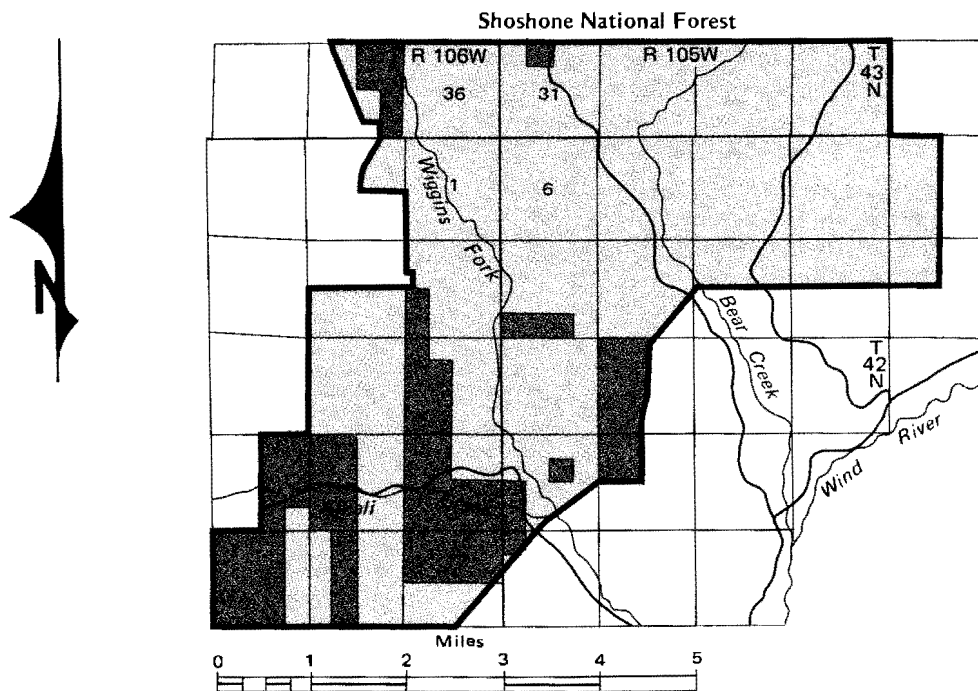 Shoshone National Forest
R 106W
R 105W
T
43
N
36
31
1
6
Wiggins
Fork
N
Bear
Creek
T
42
N
Wind
River
Miles
0
1
2
3
4
5